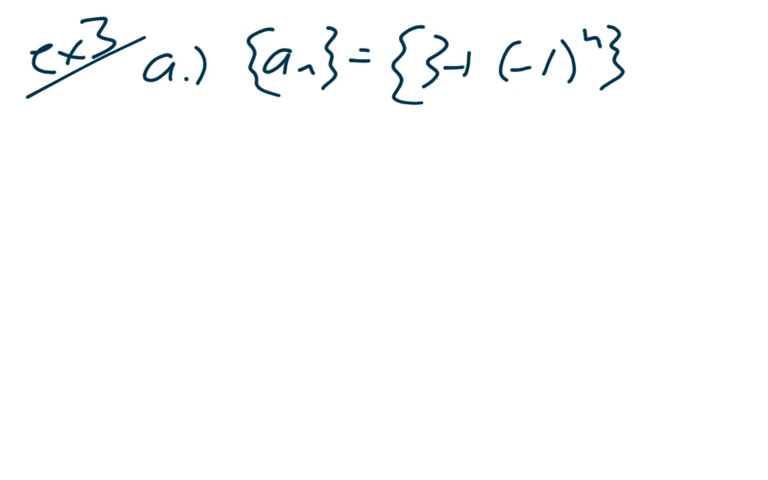 ex3 a.) {aₙ} = {3+ (-1)ⁿ}